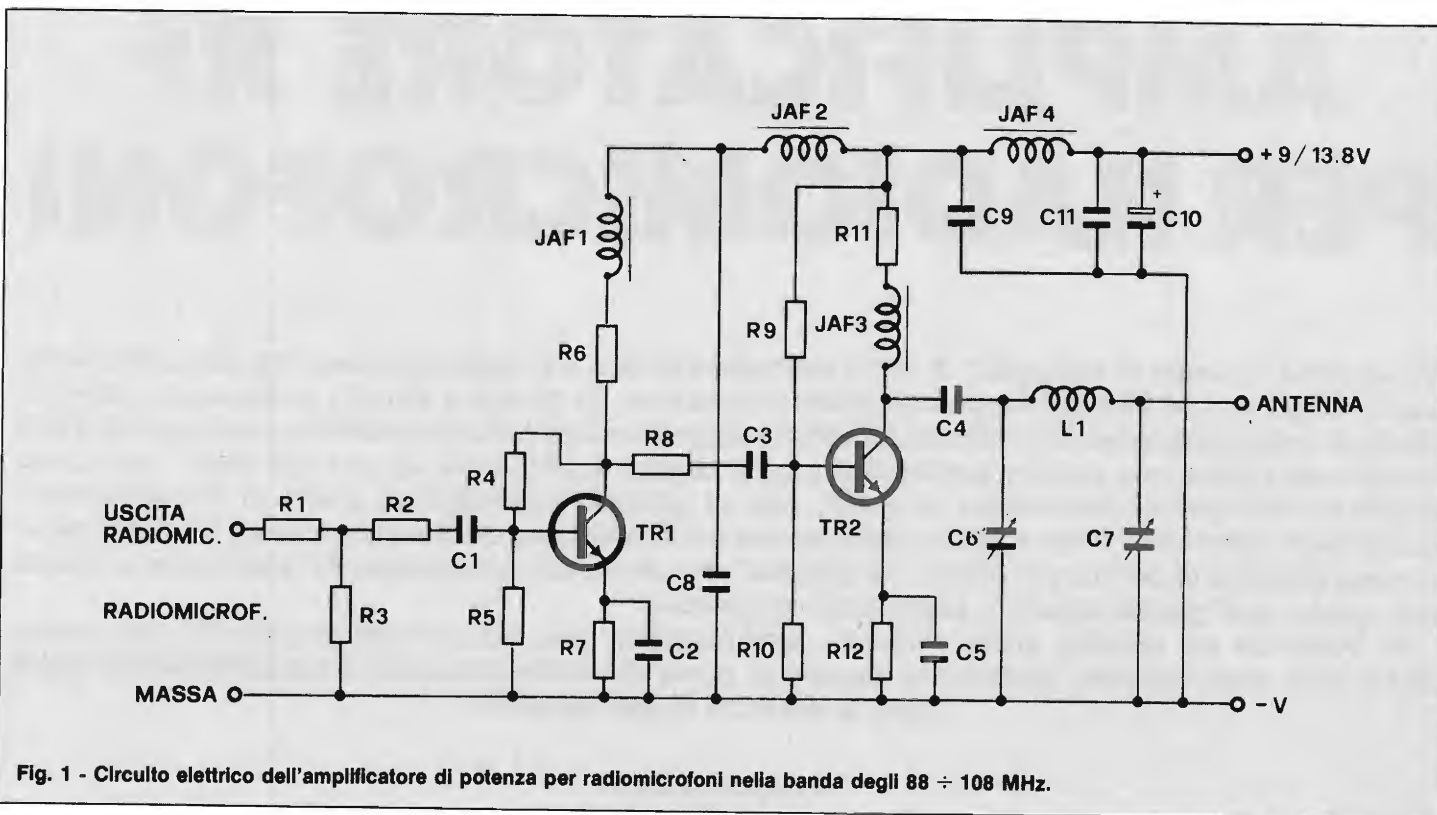 JAF2
JAF4
+ 9 / 13.8V
JAF1
R11
C9
C11
+
C10
R9
JAF3
R6
C4
L1
ANTENNA
R8
C3
R4
USCITA
RADIOMIC.
R1
R2
C1
TR1
TR2
C6
C7
C8
RADIOMICROF.
R3
R5
R7
C2
R10
R12
C5
MASSA
- V
Fig. 1 - Circuito elettrico dell'amplificatore di potenza per radiomicrofoni nella banda degli 88 ÷ 108 MHz.